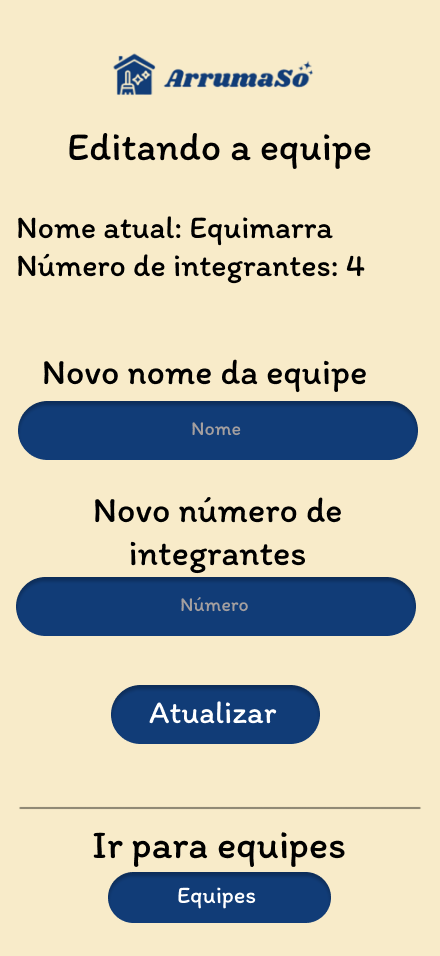 ArrumaSó
Editando a equipe
Nome atual: Equimarra
Número de integrantes: 4
Novo nome da equipe
Nome
Novo número de
integrantes
Número
Atualizar
Ir para equipes
Equipes